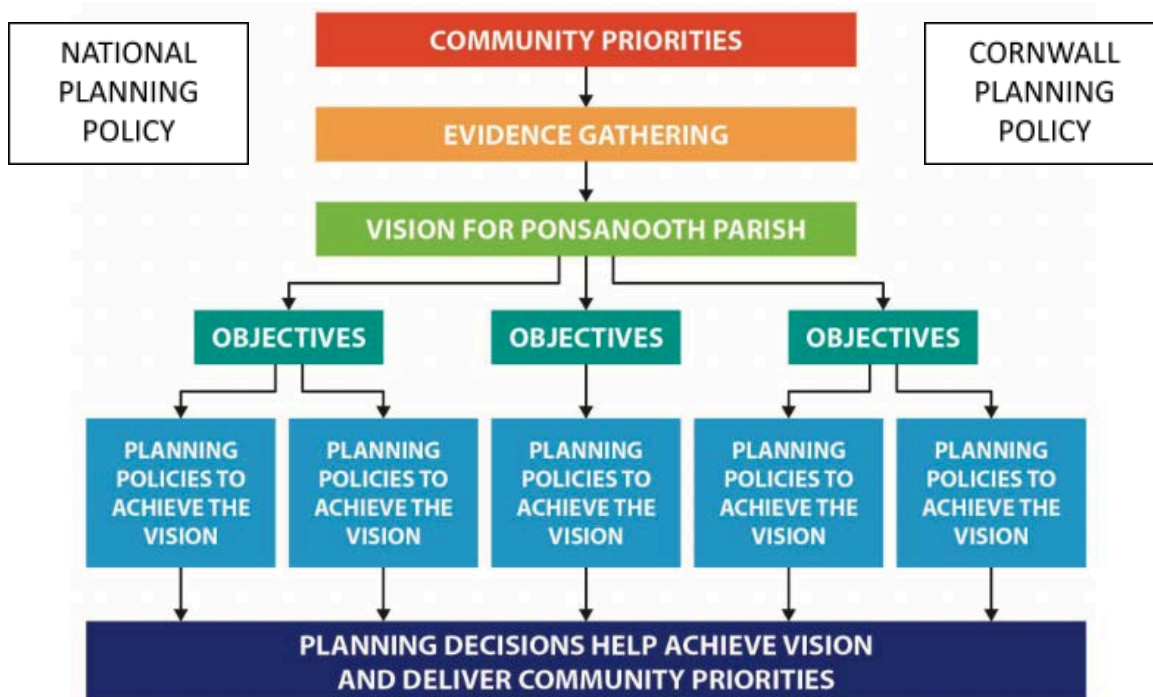 NATIONAL
PLANNING
POLICY
COMMUNITY PRIORITIES
CORNWALL
PLANNING
POLICY
EVIDENCE GATHERING
VISION FOR PONSANOOTH PARISH
OBJECTIVES
OBJECTIVES
OBJECTIVES
PLANNING
POLICIES TO
ACHIEVE THE
VISION
PLANNING
POLICIES TO
ACHIEVE THE
VISION
PLANNING
POLICIES TO
ACHIEVE THE
VISION
PLANNING
POLICIES TO
ACHIEVE THE
VISION
PLANNING
POLICIES TO
ACHIEVE THE
VISION
PLANNING DECISIONS HELP ACHIEVE VISION
AND DELIVER COMMUNITY PRIORITIES